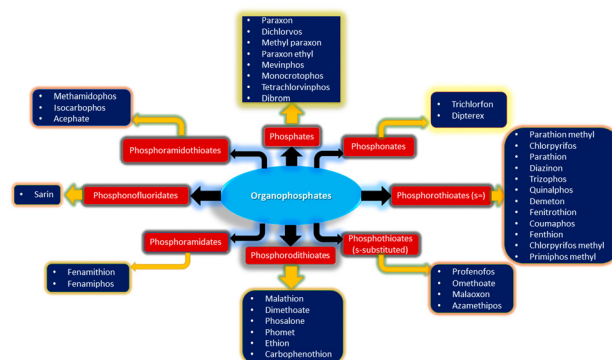 Paraxon
Dichlorvos
Methyl paraxon
Paraxon ethyl
Mevinphos
Monocrotophos
Tetrachlorvinphos
Dibrom
Methamidophos
Isocarbophos
Acephate
Trichlorfon
Dipterex
Phosphates
Phosphoramidothioates
Phosphonates
Parathion methyl
Chlorpyrifos
Parathion
Diazinon
Trizophos
Quinalphos
Demeton
Fenitrothion
Coumaphos
Fenthion
Chlorpyrifos methyl
Primiphos methyl
Sarin
Phosphonofluoridates
Organophosphates
Phosphorothioates (s=)
Phosphoramidates
Phosphorodithioates
Phosphothioates
(s-substituted)
Fenamithion
Fenamiphos
Malathion
Dimethoate
Phosalone
Phomet
Ethion
Carbophenothion
Profenofos
Omethoate
Malaoxon
Azamethipos